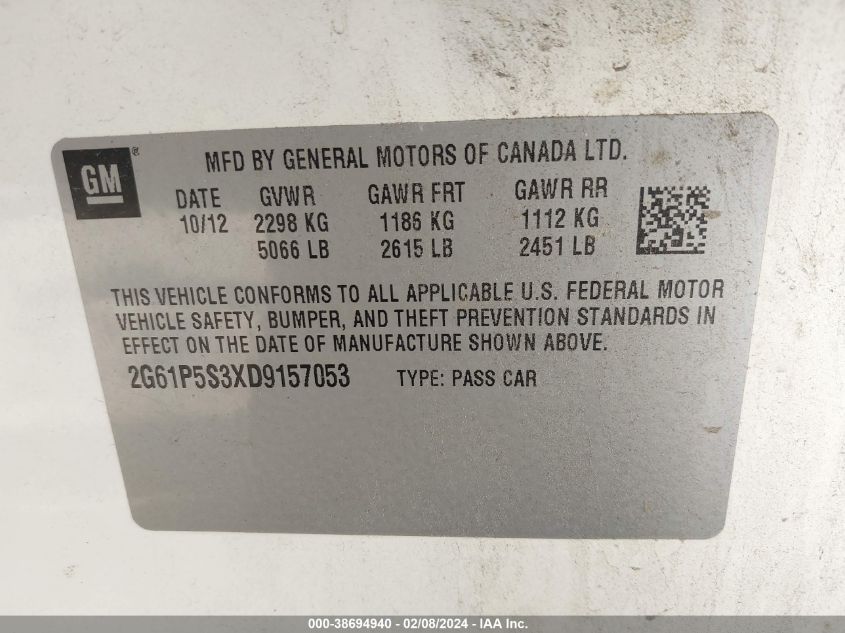 GM ®
MFD BY GENERAL MOTORS OF CANADA LTD.
DATE GVWR GAWR FRT GAWR RR
10/12 2298 KG 1186 KG 1112 KG
5066 LB 2615 LB 2451 LB
THIS VEHICLE CONFORMS TO ALL APPLICABLE U.S. FEDERAL MOTOR
VEHICLE SAFETY, BUMPER, AND THEFT PREVENTION STANDARDS IN
EFFECT ON THE DATE OF MANUFACTURE SHOWN ABOVE.
2G61P5S3XD9157053 TYPE: PASS CAR
000-38694940 - 02/08/2024 - IAA Inc.